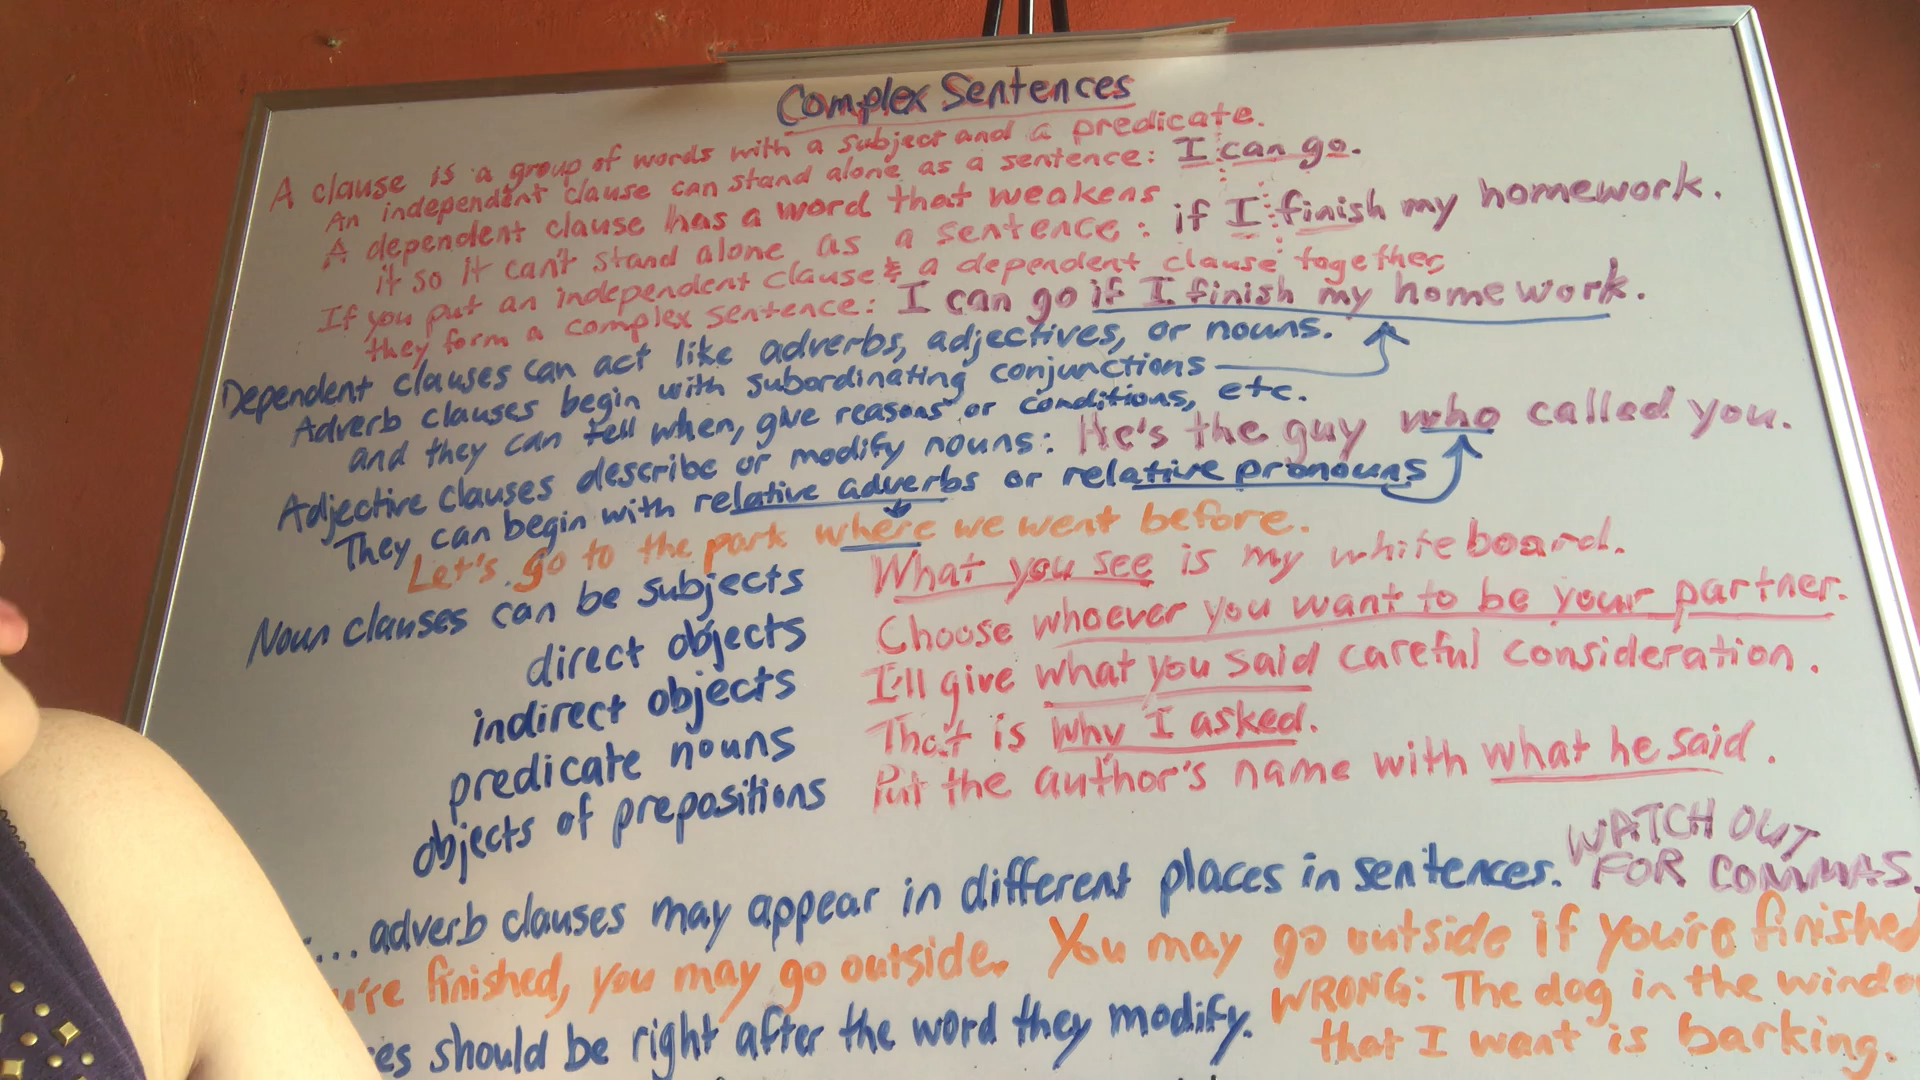 Complex Sentences
A clause is a group of words with a subject and a predicate.
An independent clause can stand alone as a sentence: I can go.
A dependent clause has a word that weakens
it so it can't stand alone as a sentence: if I finish my homework.
If you put an independent clause & a dependent clause together,
they form a complex sentence: I can go if I finish my homework.
Dependent clauses can act like adverbs, adjectives, or nouns.
Adverb clauses begin with subordinating conjunctions
and they can tell when, give reasons or conditions, etc.
Adjective clauses describe or modify nouns: He's the guy who called you.
They can begin with relative adverbs or relative pronouns
Let's go to the park where we went before.
Noun clauses can be subjects What you see is my whiteboard.
direct objects Choose whoever you want to be your partner.
indirect objects I'll give what you said careful consideration.
predicate nouns That is why I asked.
objects of prepositions Put the author's name with what he said.
WATCH OUT
FOR COMMAS.
... adverb clauses may appear in different places in sentences.
u're finished, you may go outside. You may go outside if you're finished
es should be right after the word they modify. WRONG: The dog in the windo
that I want is barking.